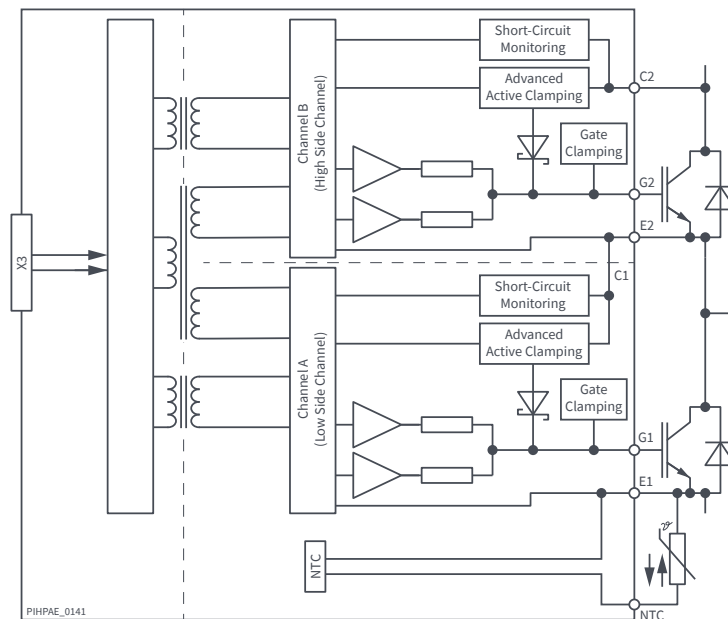 Short-Circuit
Monitoring
Advanced
Active Clamping
Gate
Clamping
C2
G2
E2
Channel B
(High Side Channel)
X3
C1
Short-Circuit
Monitoring
Advanced
Active Clamping
Gate
Clamping
Channel A
(Low Side Channel)
G1
E1
ϑ
NTC
NTC
PIHPAE_0141